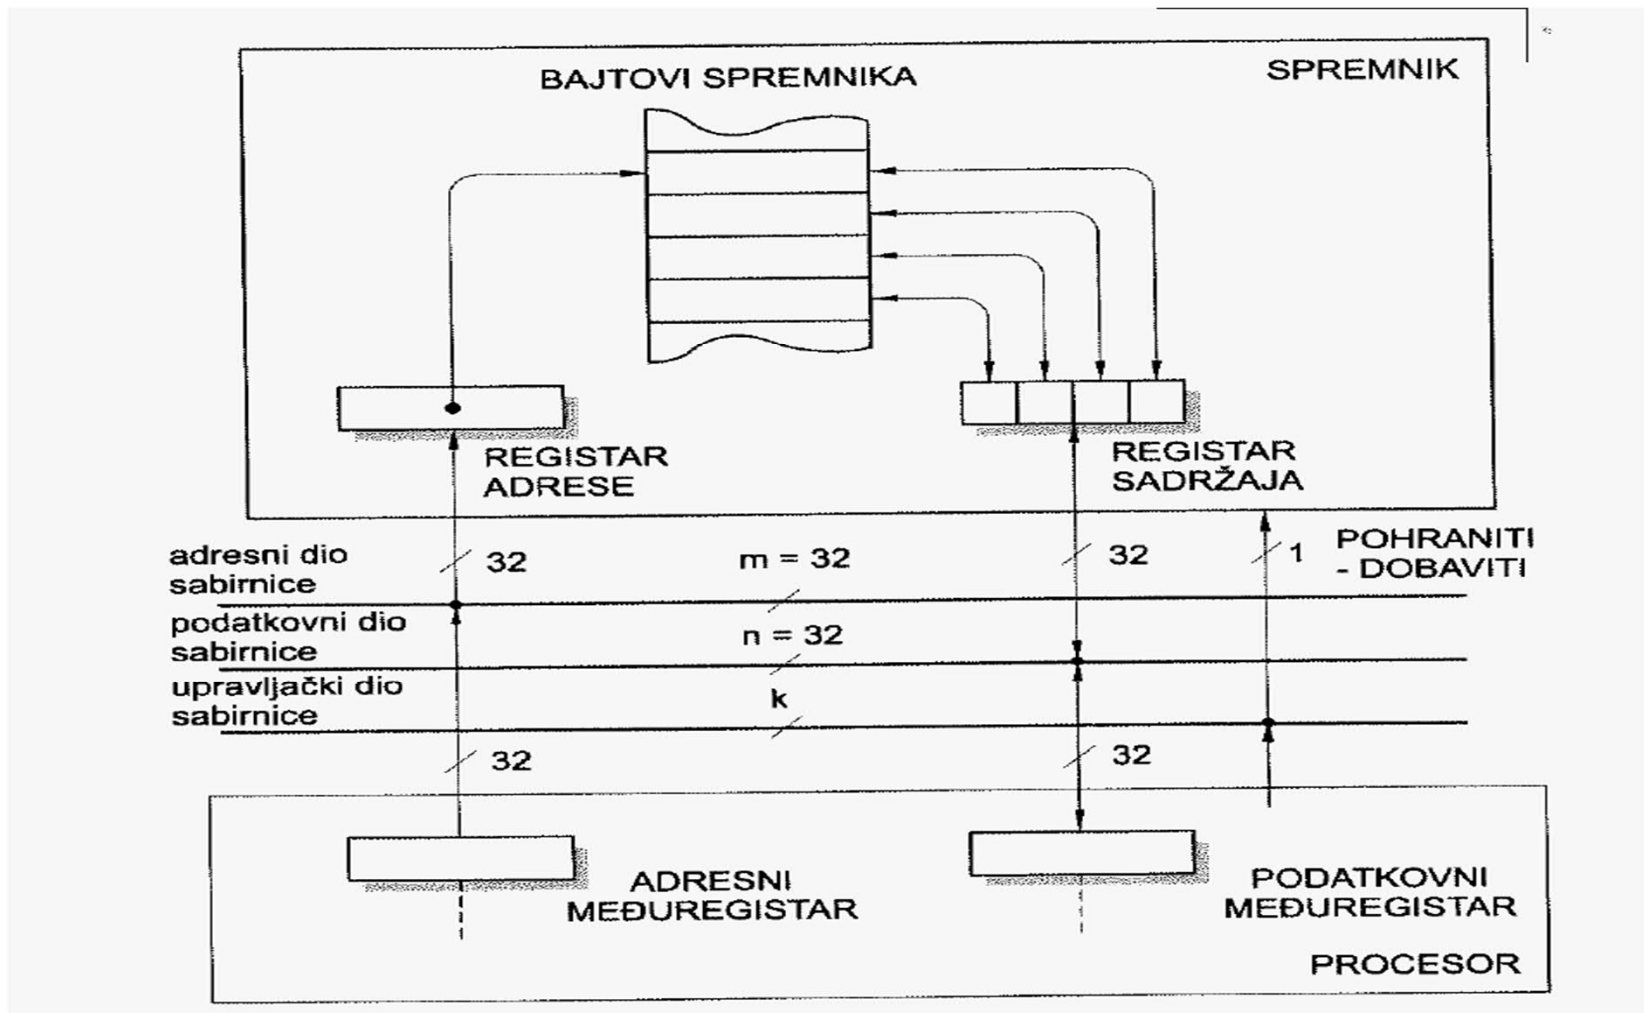 BAJTOVI SPREMNIKA
SPREMNIK
REGISTAR
ADRESE
REGISTAR
SADRŽAJA
adresni dio
sabirnice
32
m = 32
32
1
POHRANITI
- DOBAVITI
podatkovni dio
sabirnice
n = 32
upravljački dio
sabirnice
k
32
32
ADRESNI
MEĐUREGISTAR
PODATKOVNI
MEĐUREGISTAR
PROCESOR